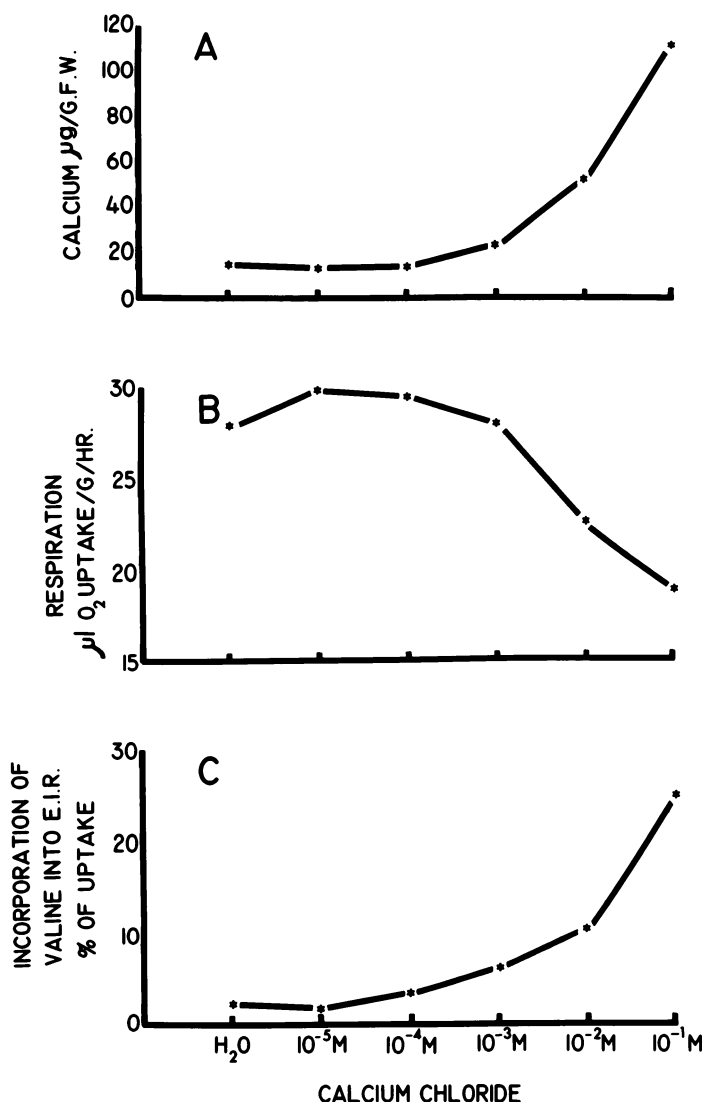 A
CALCIUM µg/G.F.W.
120
100
80
60
40
20
0
B
RESPIRATION
µl O₂ UPTAKE/G/HR.
30
25
20
15
C
INCORPORATION OF
VALINE INTO E.I.R.
% OF UPTAKE
30
20
10
0
H₂O 10⁻⁵M 10⁻⁴M 10⁻³M 10⁻²M 10⁻¹M
CALCIUM CHLORIDE